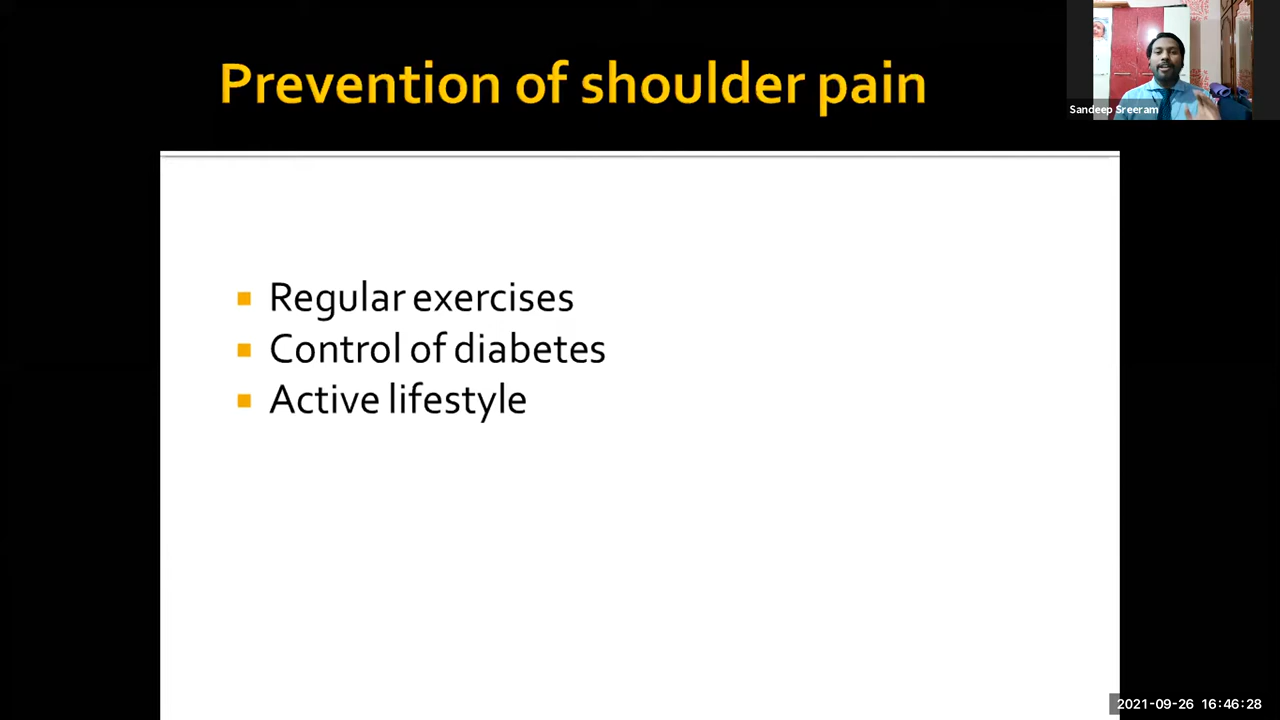 Prevention of shoulder pain
Sandeep Sreeram
Regular exercises
Control of diabetes
Active lifestyle
2021-09-26 16:46:28